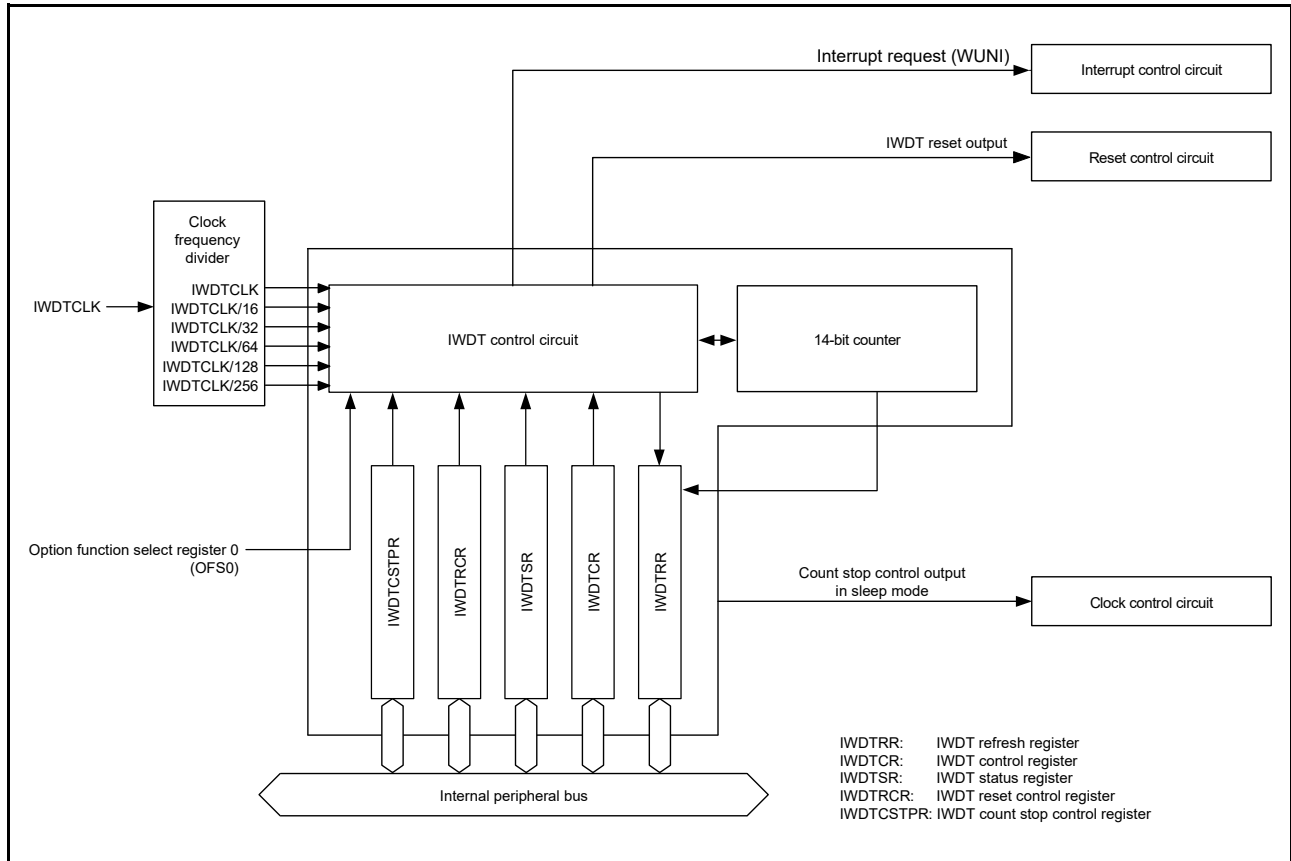 Interrupt request (WUNI)
Interrupt control circuit
IWDT reset output
Reset control circuit
Clock
frequency
divider
IWDTCLK
IWDTCLK
IWDTCLK/16
IWDTCLK/32
IWDTCLK/64
IWDTCLK/128
IWDTCLK/256
IWDT control circuit
14-bit counter
Option function select register 0
(OFS0)
IWDTCSTPR
IWDTRCR
IWDTSR
IWDTCR
IWDTRR
Count stop control output
in sleep mode
Clock control circuit
Internal peripheral bus
IWDTRR: IWDT refresh register
IWDTCR: IWDT control register
IWDTSR: IWDT status register
IWDTRCR: IWDT reset control register
IWDTCSTPR: IWDT count stop control register